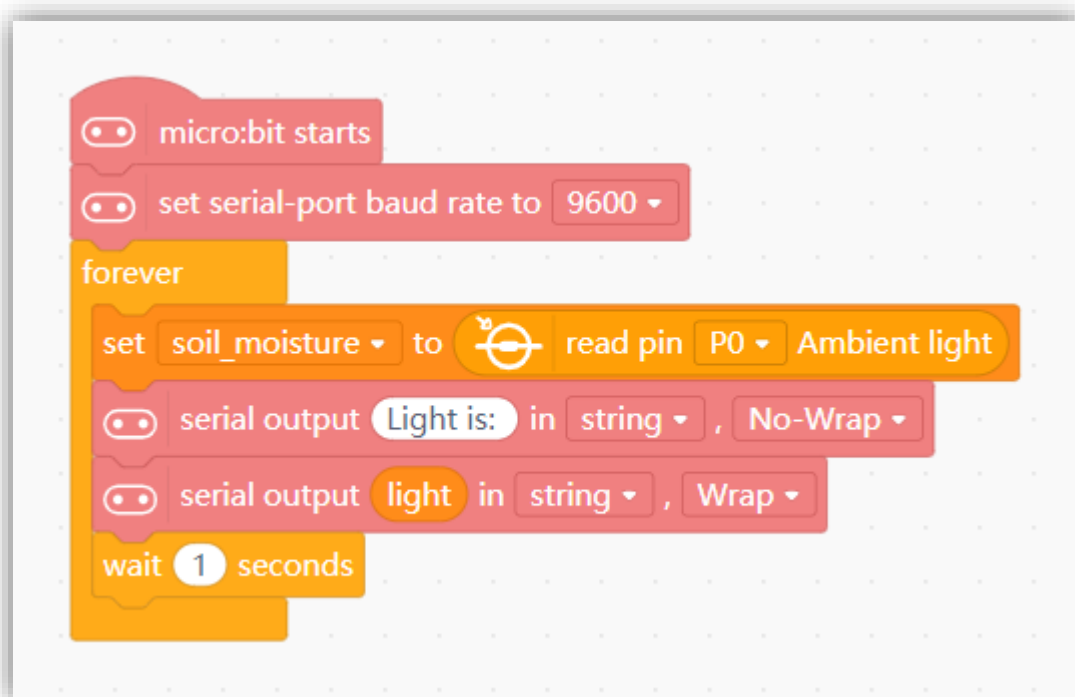 micro:bit starts
set serial-port baud rate to 9600
forever
set soil_moisture to read pin P0 Ambient light
serial output Light is: in string , No-Wrap
serial output light in string , Wrap
wait 1 seconds